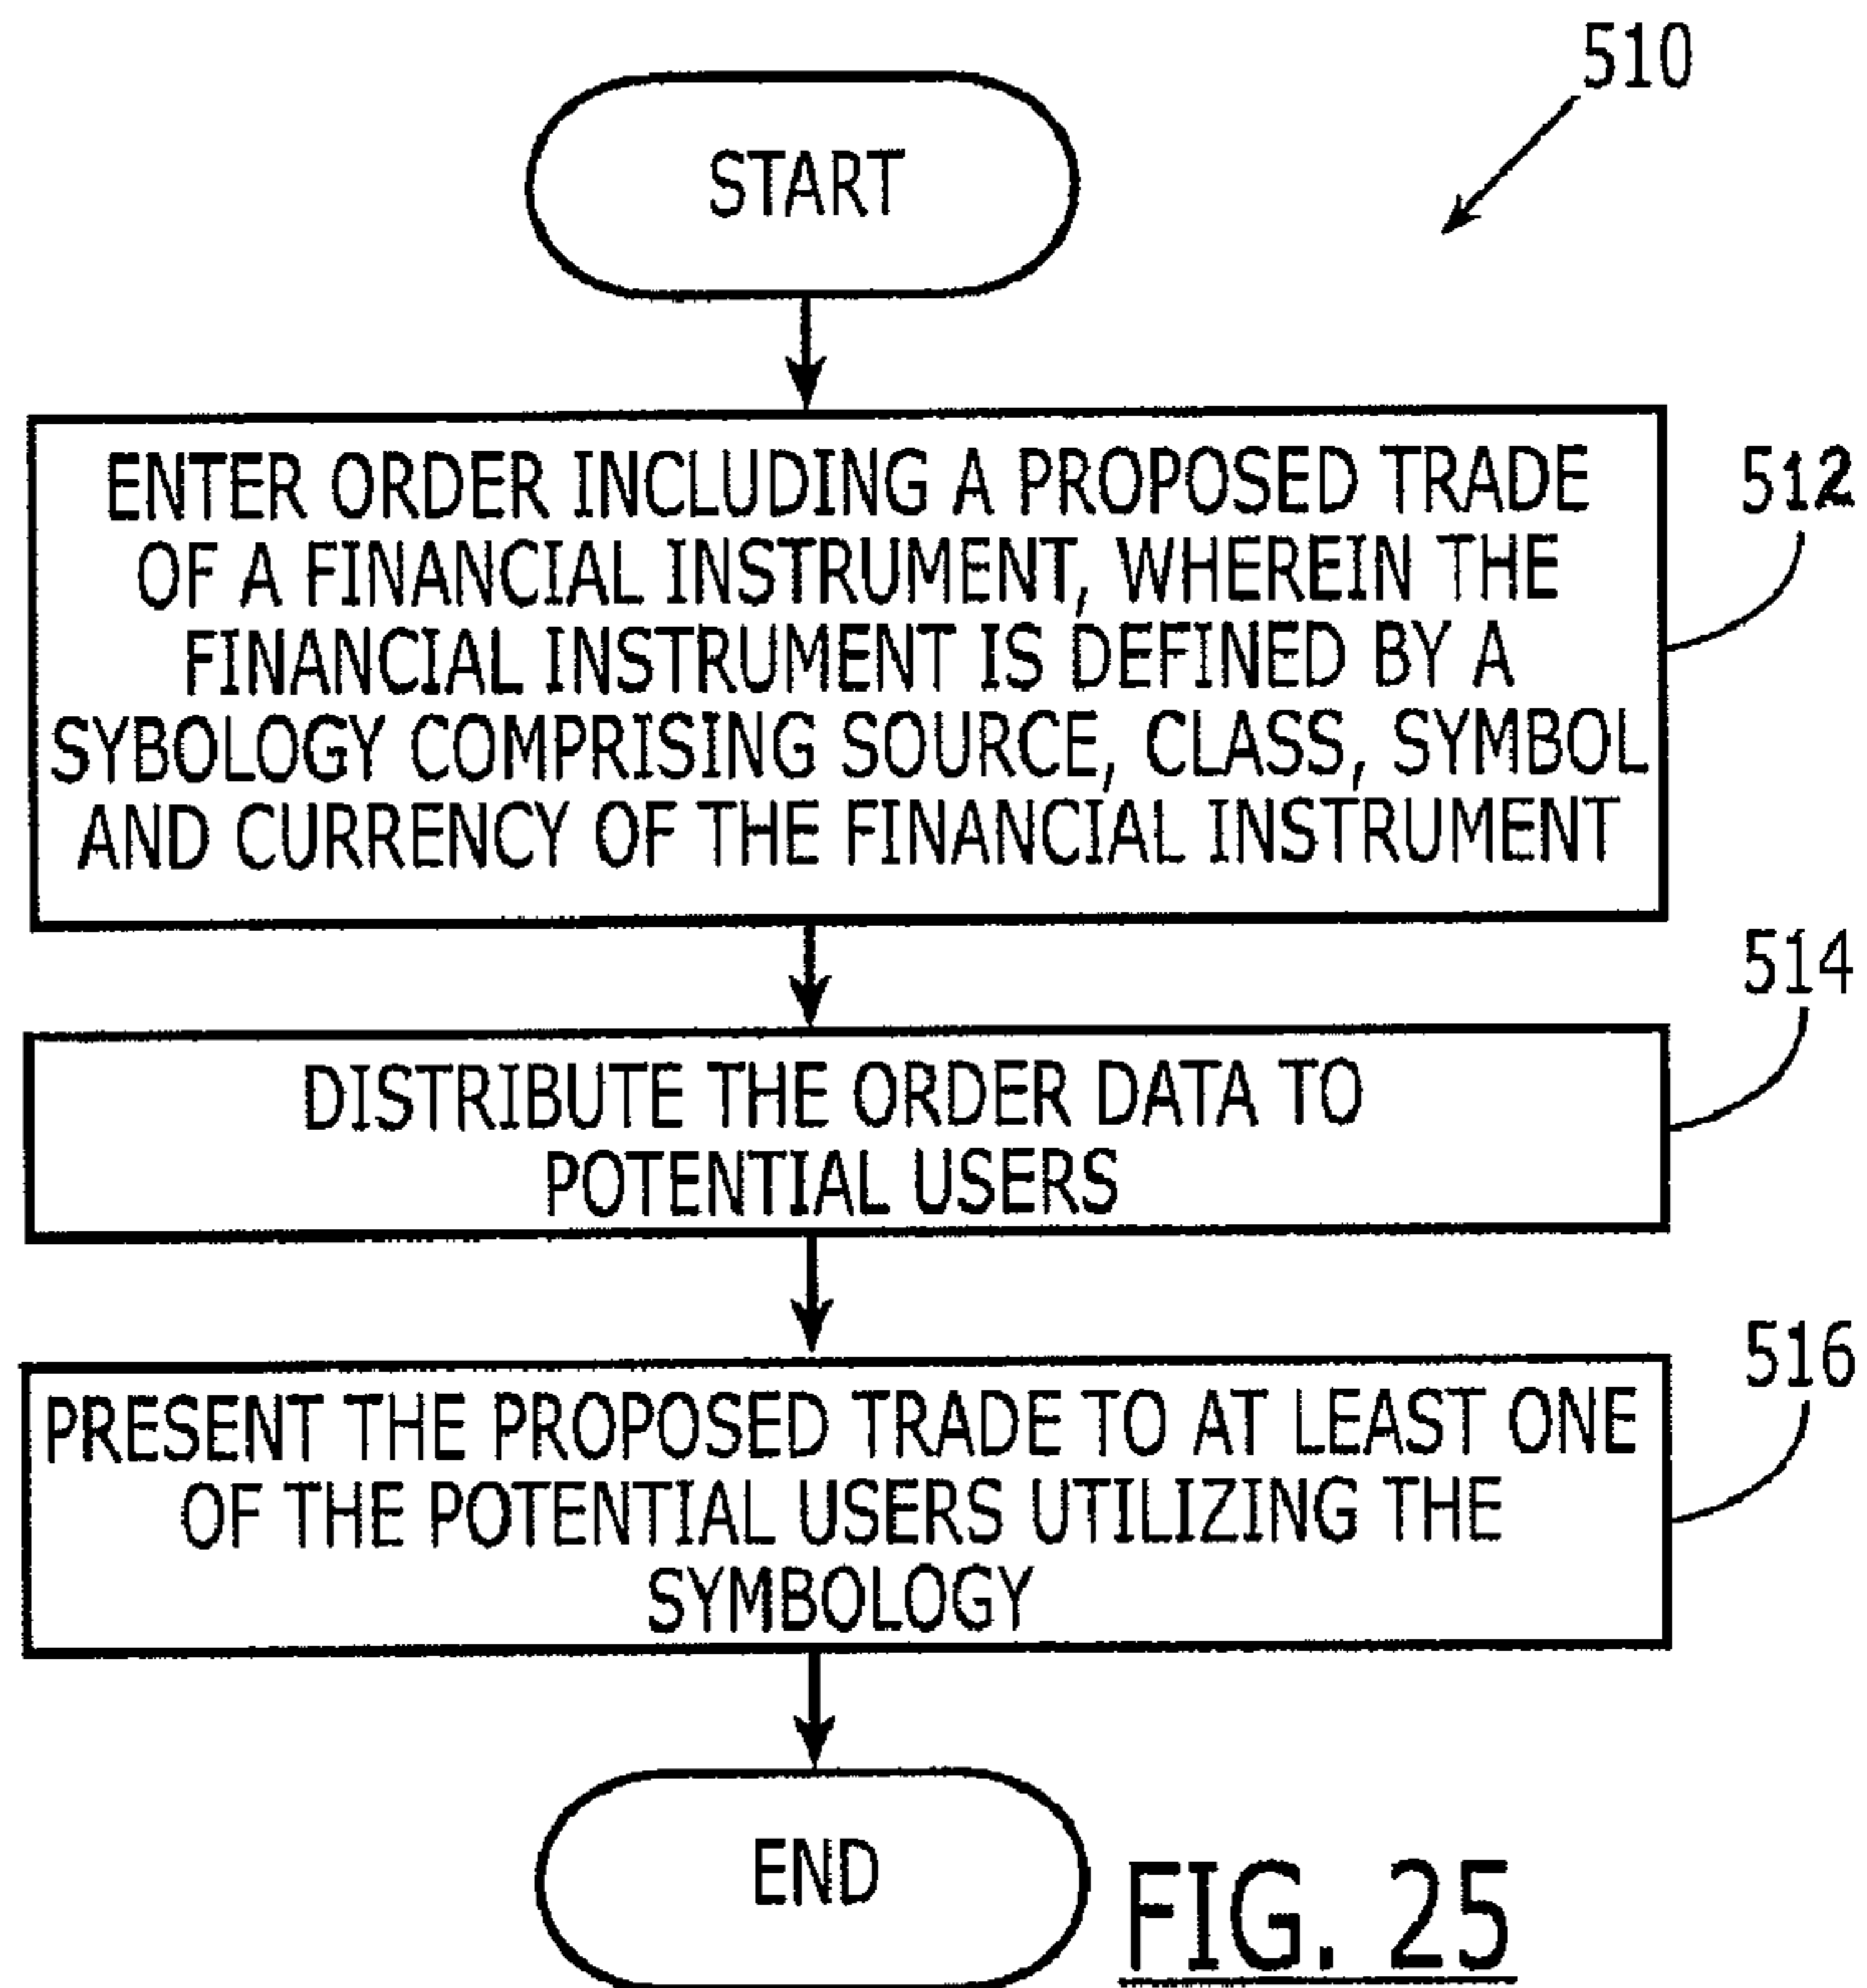 510
START
ENTER ORDER INCLUDING A PROPOSED TRADE
OF A FINANCIAL INSTRUMENT, WHEREIN THE
FINANCIAL INSTRUMENT IS DEFINED BY A
SYBOLOGY COMPRISING SOURCE, CLASS, SYMBOL
AND CURRENCY OF THE FINANCIAL INSTRUMENT
512
DISTRIBUTE THE ORDER DATA TO
POTENTIAL USERS
514
PRESENT THE PROPOSED TRADE TO AT LEAST ONE
OF THE POTENTIAL USERS UTILIZING THE
SYMBOLOGY
516
END
FIG. 25